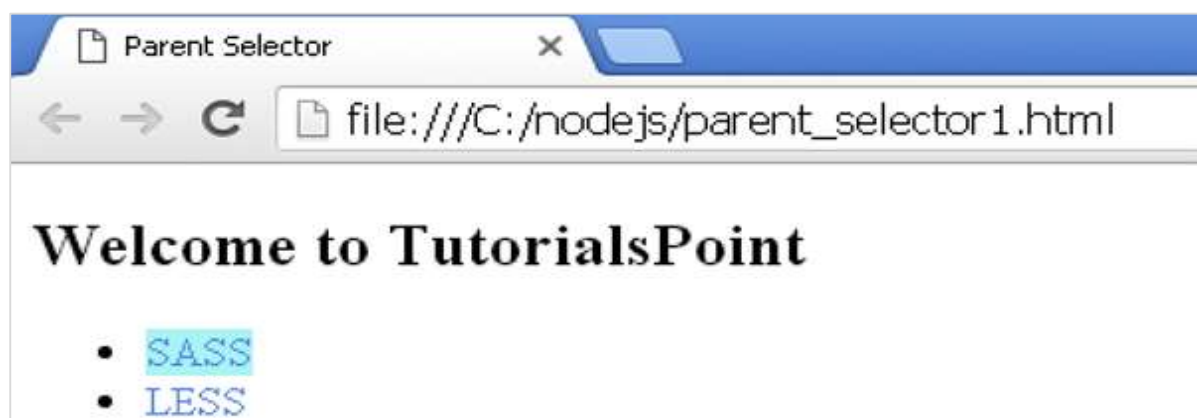 Parent Selector
file:///C:/nodejs/parent_selector1.html
Welcome to TutorialsPoint
SASS
LESS